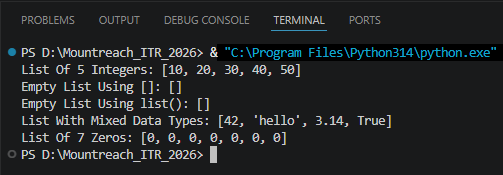 PROBLEMS OUTPUT DEBUG CONSOLE TERMINAL PORTS
PS D:\Mountreach_ITR_2026> & "C:\Program Files\Python314\python.exe"
List Of 5 Integers: [10, 20, 30, 40, 50]
Empty List Using []: []
Empty List Using list(): []
List With Mixed Data Types: [42, 'hello', 3.14, True]
List Of 7 Zeros: [0, 0, 0, 0, 0, 0, 0]
PS D:\Mountreach_ITR_2026>